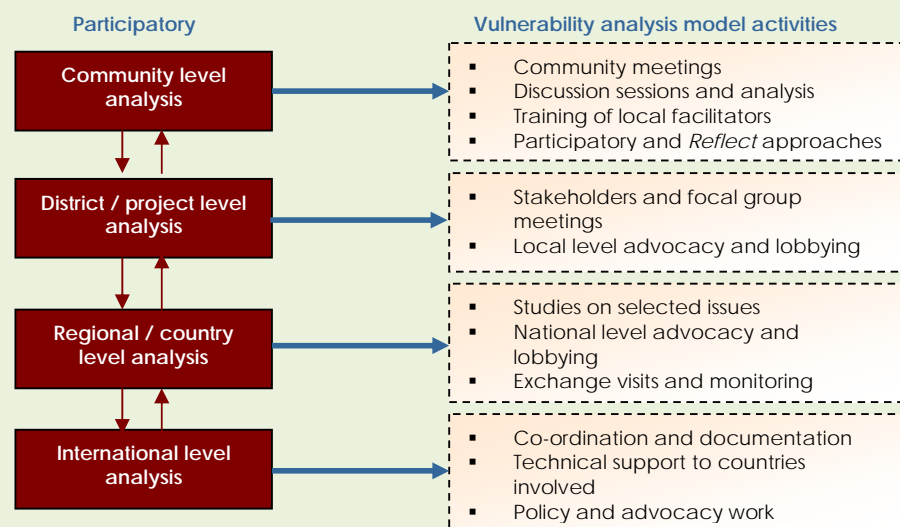 Participatory
Vulnerability analysis model activities
Community level
analysis
▪ Community meetings
▪ Discussion sessions and analysis
▪ Training of local facilitators
▪ Participatory and Reflect approaches
District / project level
analysis
▪ Stakeholders and focal group
meetings
▪ Local level advocacy and lobbying
Regional / country
level analysis
▪ Studies on selected issues
▪ National level advocacy and
lobbying
▪ Exchange visits and monitoring
International level
analysis
▪ Co-ordination and documentation
▪ Technical support to countries
involved
▪ Policy and advocacy work